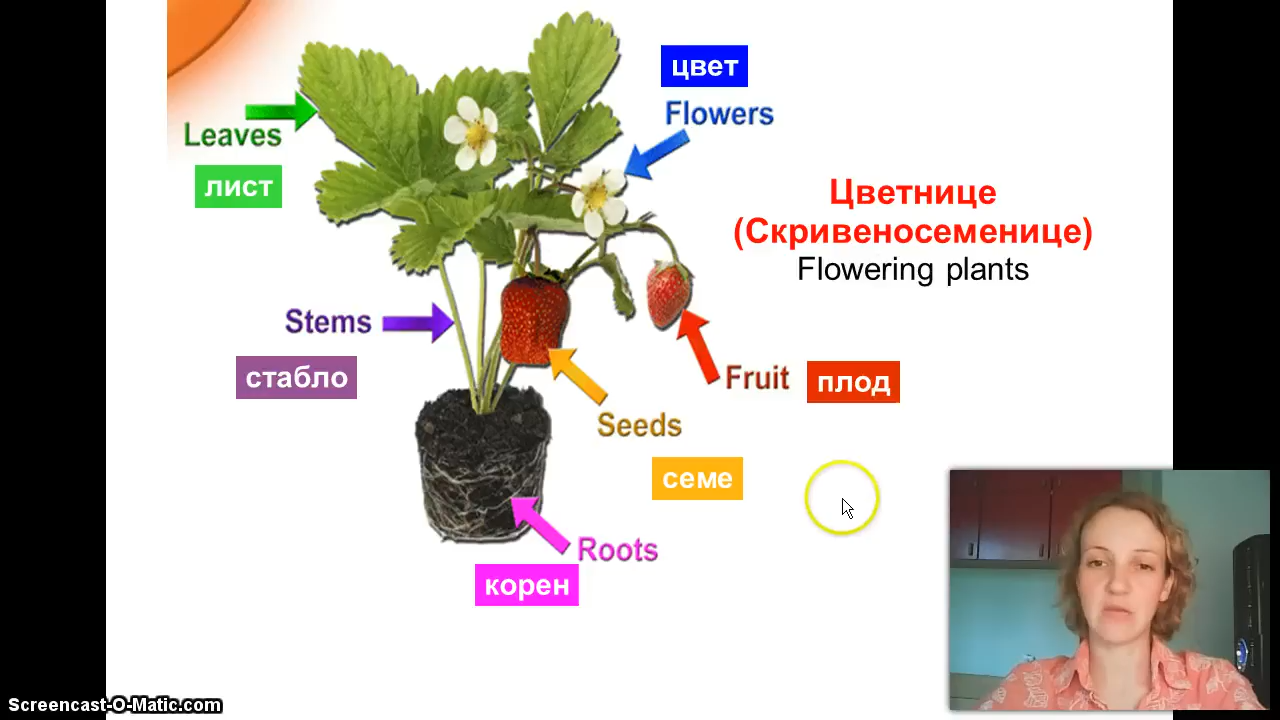 цвет
Flowers
Leaves
лист
Цветнице
(Скривеносеменице)
Flowering plants
Stems
стабло
Fruit
плод
Seeds
семе
Roots
корен
Screencast-O-Matic.com